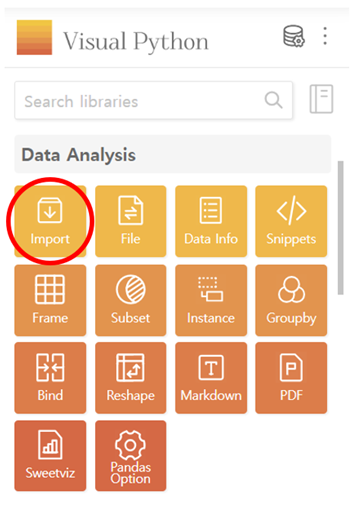 Visual Python
Search libraries
Data Analysis
Import
File
Data Info
Snippets
Frame
Subset
Instance
Groupby
Bind
Reshape
Markdown
PDF
Sweetviz
Pandas
Option